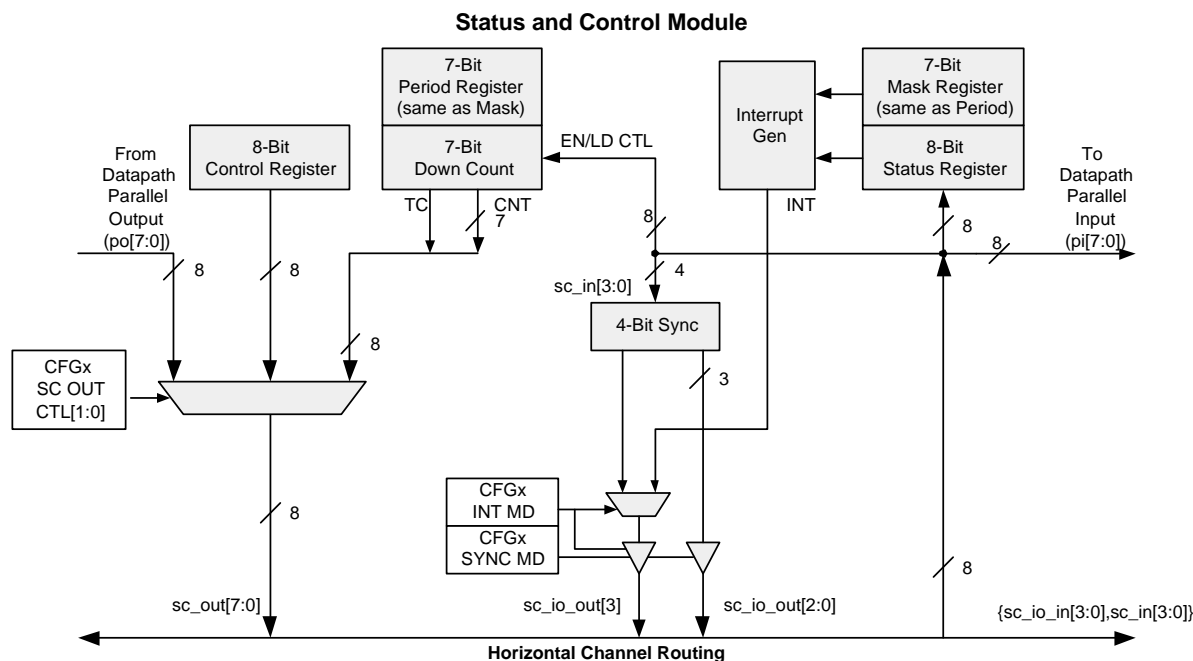 Status and Control Module
7-Bit
Period Register
(same as Mask)
7-Bit
Down Count
8-Bit
Control Register
From
Datapath
Parallel
Output
(po[7:0])
TC
CNT
7
EN/LD CTL
Interrupt
Gen
INT
7-Bit
Mask Register
(same as Period)
8-Bit
Status Register
To
Datapath
Parallel
Input
(pi[7:0])
8
8
8
8
8
8
4
sc_in[3:0]
4-Bit Sync
3
CFGx
SC OUT
CTL[1:0]
CFGx
INT MD
CFGx
SYNC MD
8
8
sc_out[7:0]
sc_io_out[3]
sc_io_out[2:0]
{sc_io_in[3:0],sc_in[3:0]}
Horizontal Channel Routing